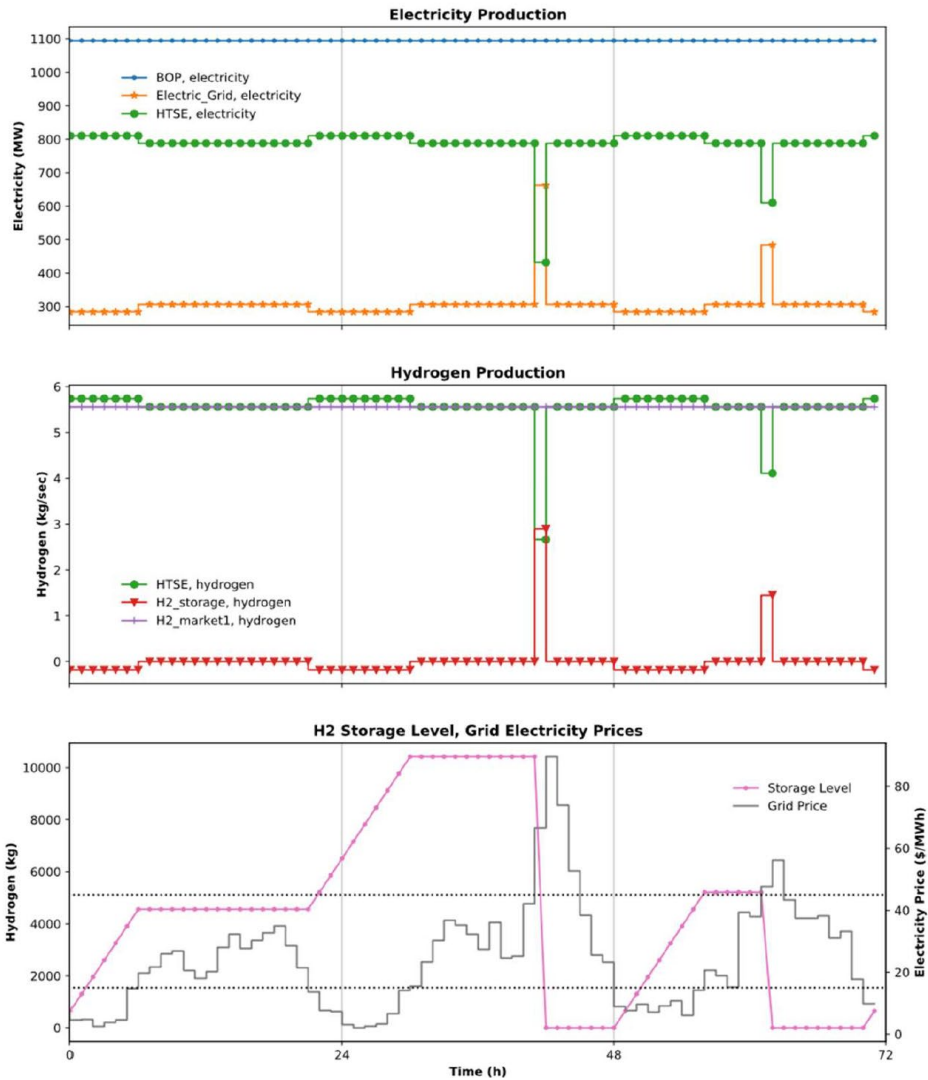 Electricity Production
1100
1000
900
800
700
600
500
400
300
Electricity (MW)
BOP, electricity
Electric_Grid, electricity
HTSE, electricity
Hydrogen Production
6
5
4
3
2
1
0
Hydrogen (kg/sec)
HTSE, hydrogen
H2_storage, hydrogen
H2_market1, hydrogen
H2 Storage Level, Grid Electricity Prices
10000
8000
6000
4000
2000
0
Hydrogen (kg)
Storage Level
Grid Price
80
60
40
20
0
Electricity Price ($/MWh)
0
24
48
72
Time (h)